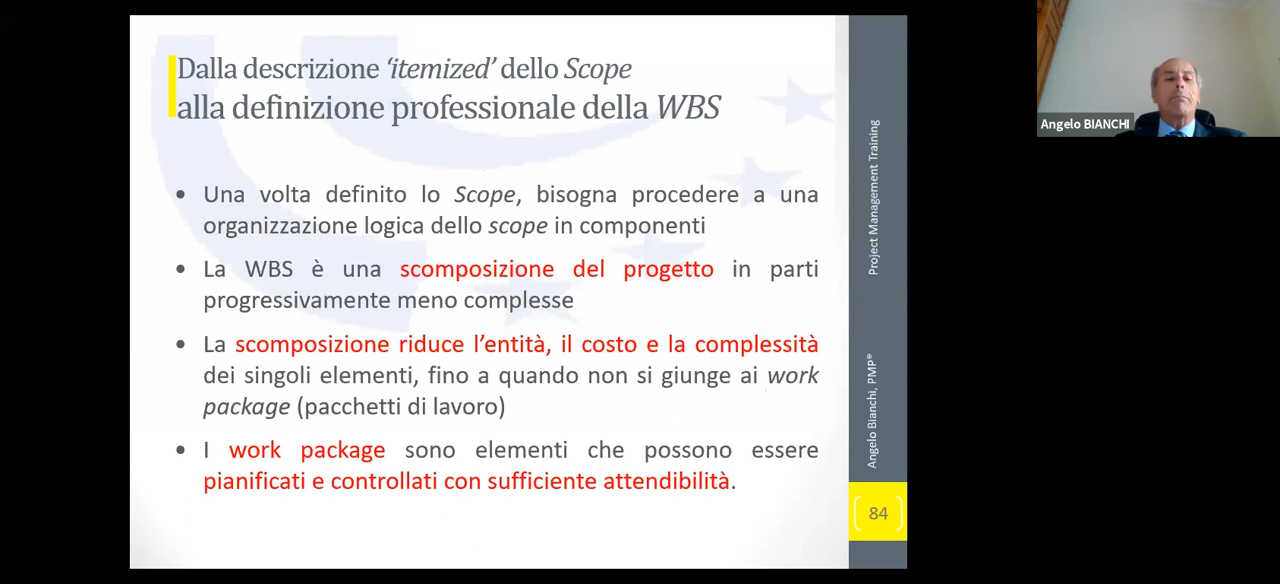 Dalla descrizione ‘itemized’ dello Scope
alla definizione professionale della WBS
• Una volta definito lo Scope, bisogna procedere a una
organizzazione logica dello scope in componenti
• La WBS è una scomposizione del progetto in parti
progressivamente meno complesse
• La scomposizione riduce l’entità, il costo e la complessità
dei singoli elementi, fino a quando non si giunge ai work
package (pacchetti di lavoro)
• I work package sono elementi che possono essere
pianificati e controllati con sufficiente attendibilità.
Project Management Training
Angelo Bianchi, PMP®
84
Angelo BIANCHI